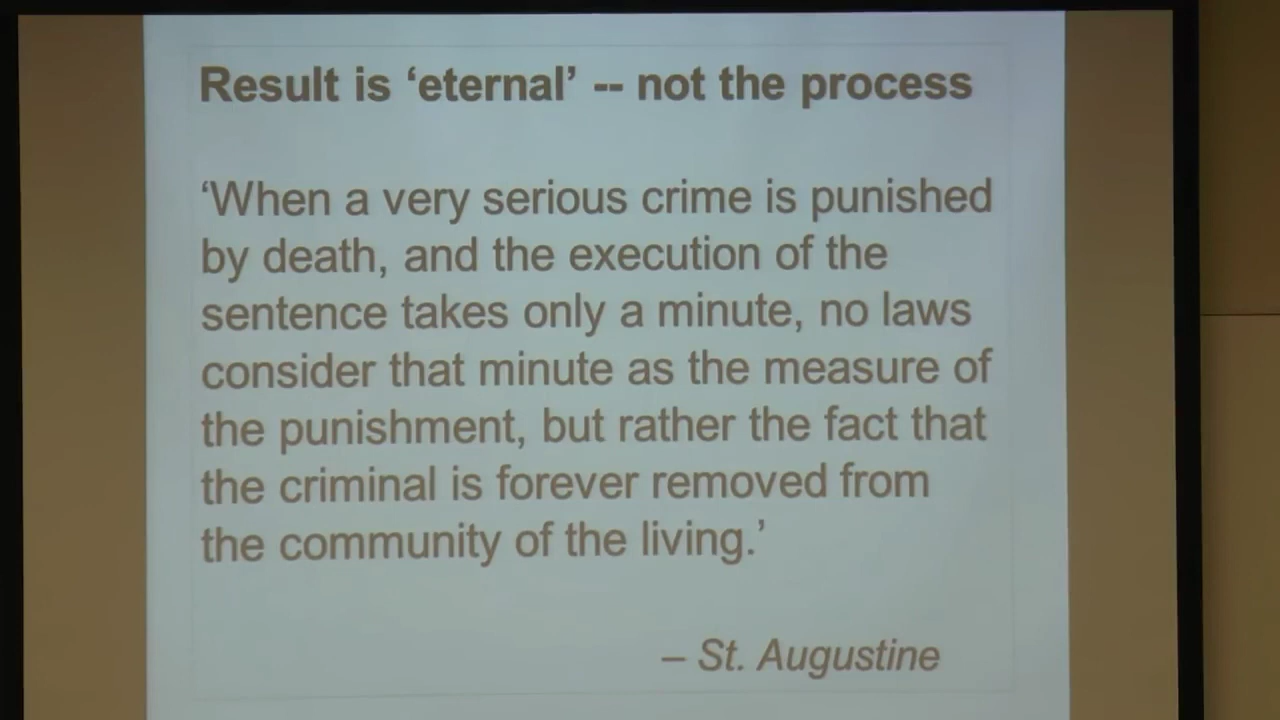 Result is ‘eternal’ -- not the process
‘When a very serious crime is punished
by death, and the execution of the
sentence takes only a minute, no laws
consider that minute as the measure of
the punishment, but rather the fact that
the criminal is forever removed from
the community of the living.’
– St. Augustine